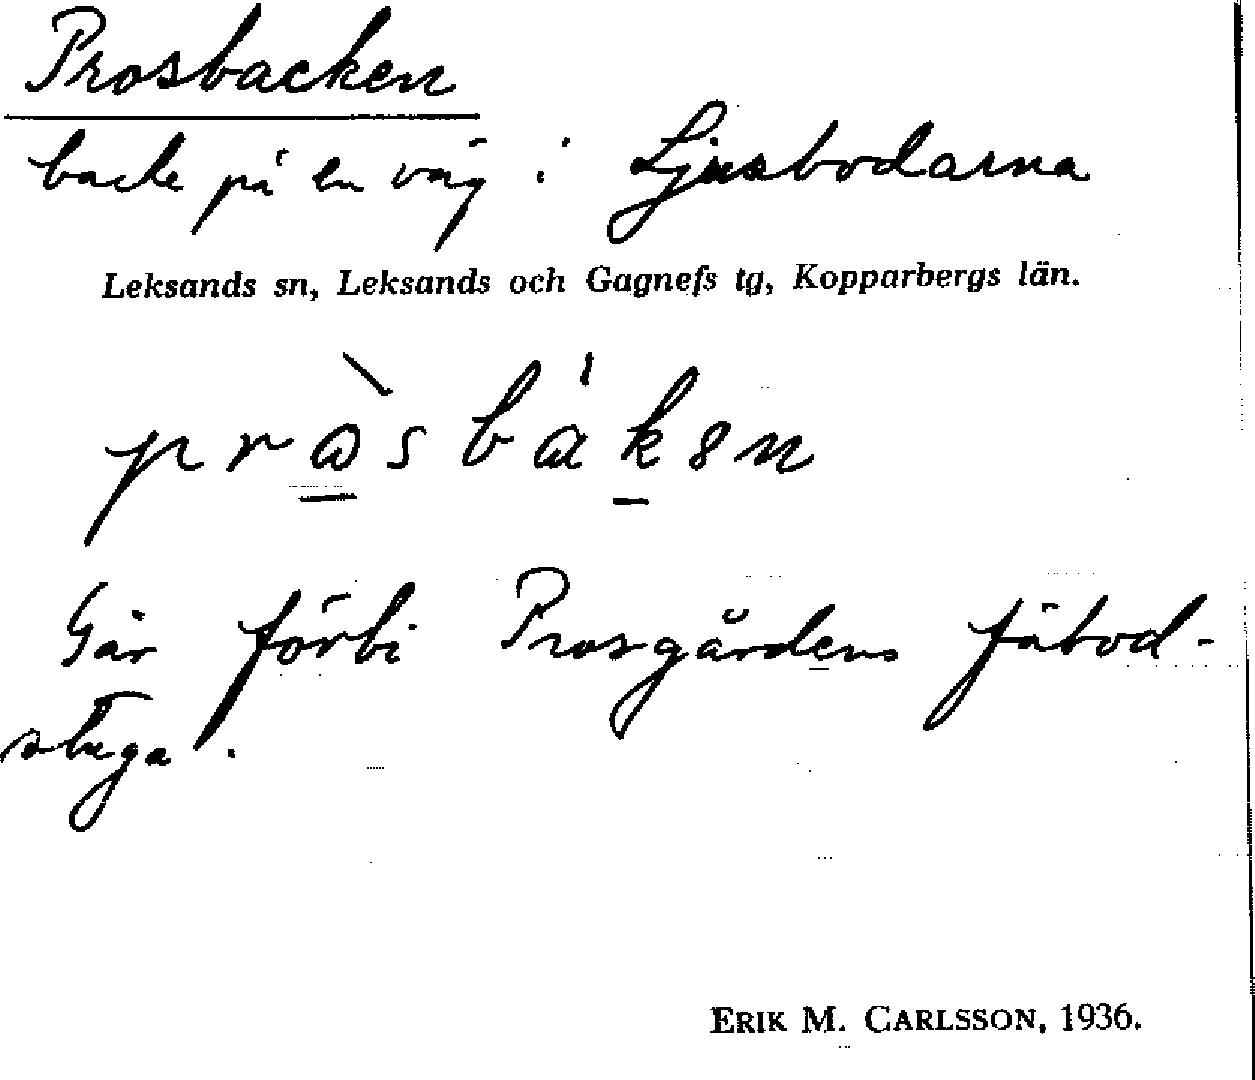 Prosbacken
backe på en väg i Ljusbodarna
Leksands sn, Leksands och Gagnefs tg, Kopparbergs län.
Går förbi Prosgårdens fäbod-
stuga.
ERIK M. CARLSSON, 1936.